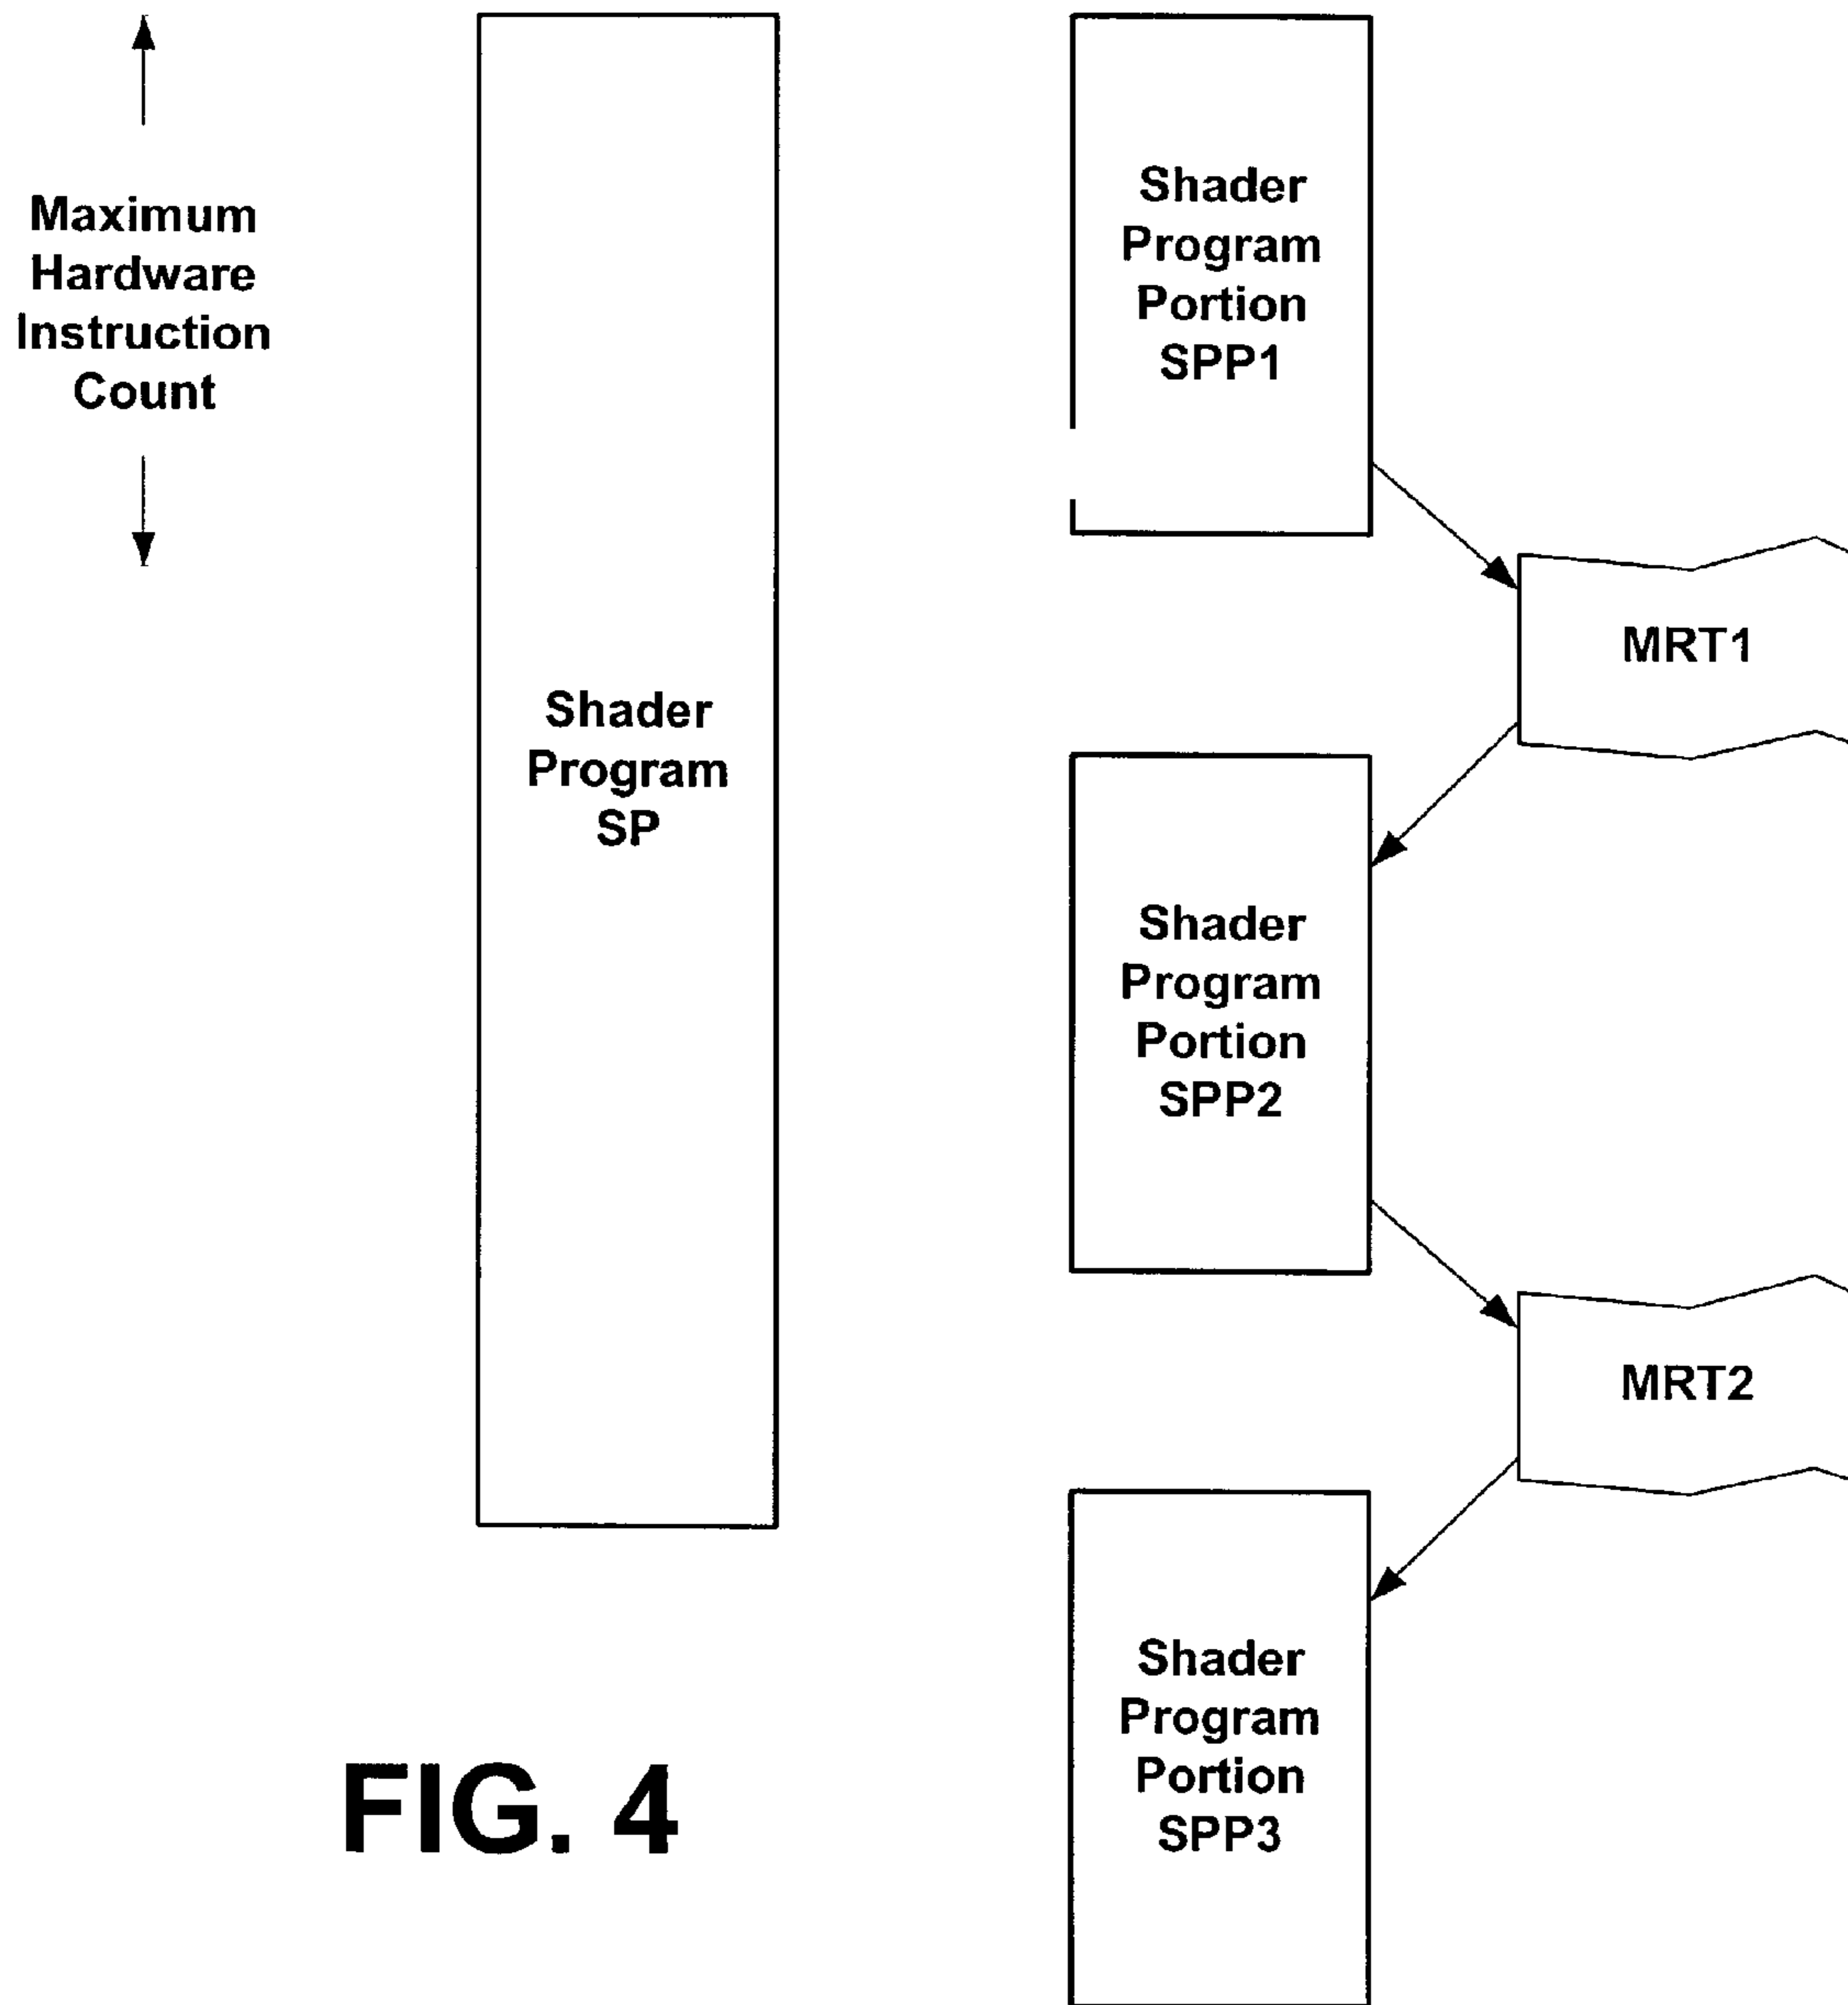 Maximum
Hardware
Instruction
Count
Shader
Program
SP
Shader
Program
Portion
SPP1
MRT1
Shader
Program
Portion
SPP2
MRT2
Shader
Program
Portion
SPP3
FIG. 4